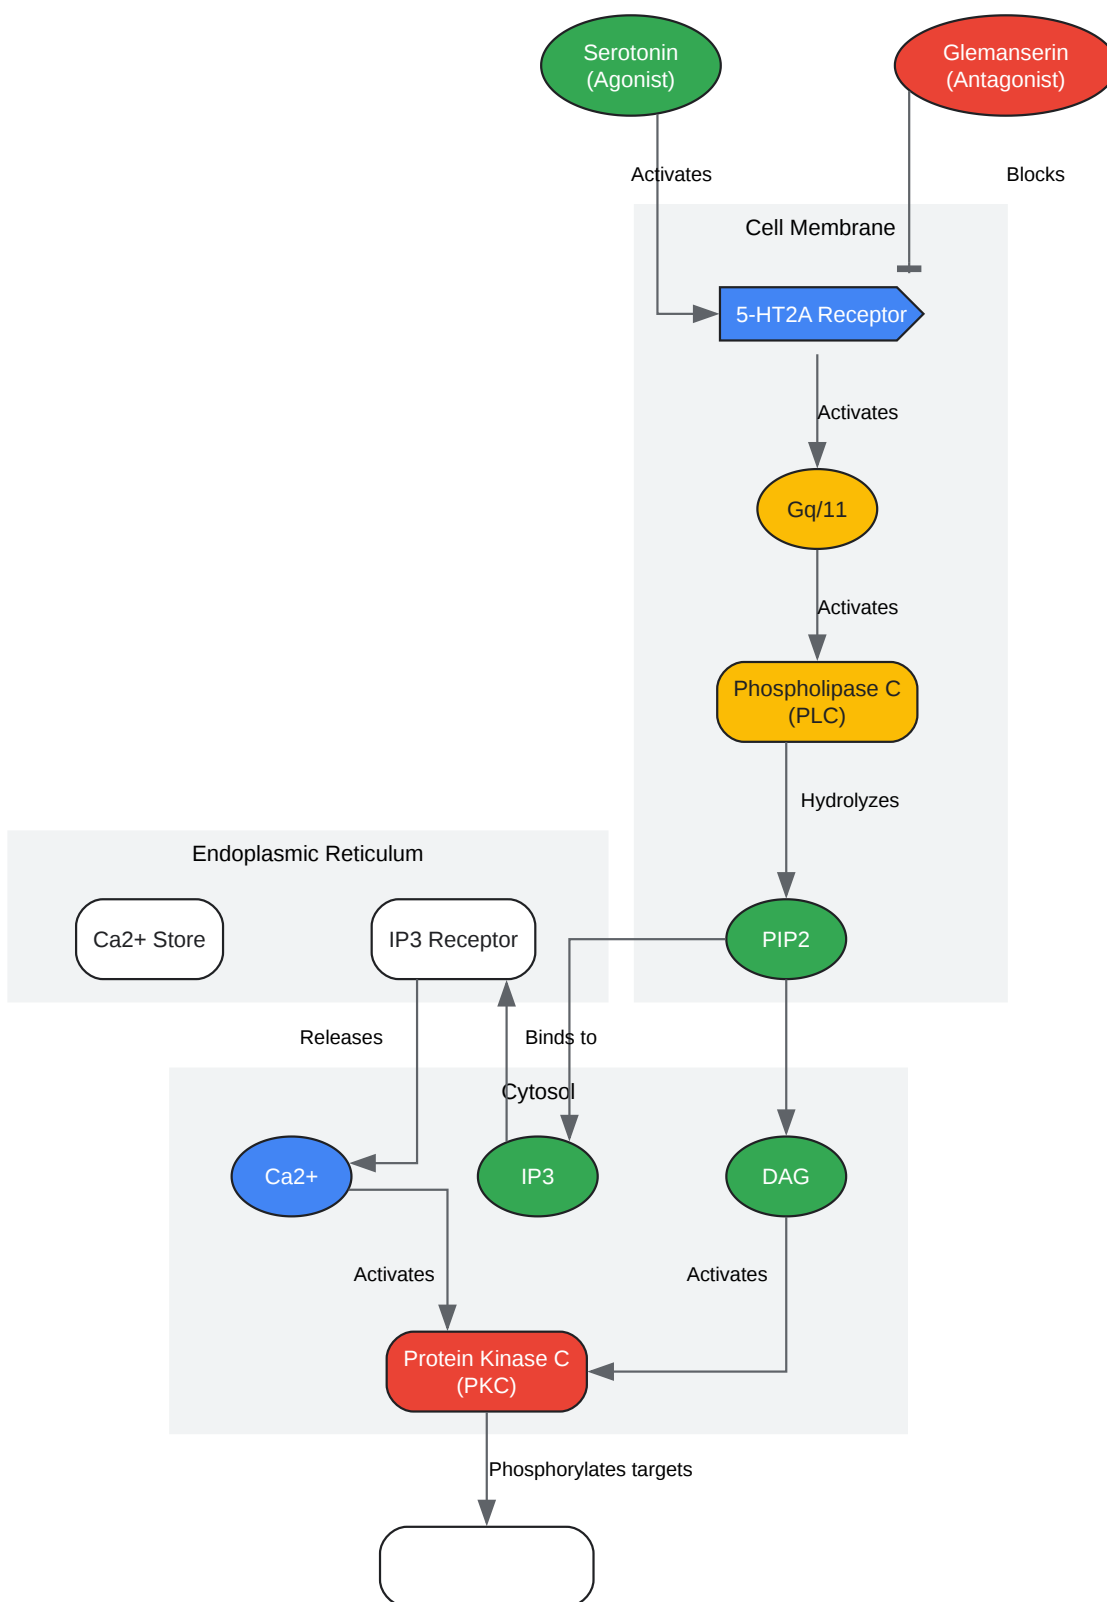 Serotonin
(Agonist)
Glemanserin
(Antagonist)
Activates
Blocks
Cell Membrane
5-HT2A Receptor
Activates
Gq/11
Activates
Phospholipase C
(PLC)
Hydrolyzes
Endoplasmic Reticulum
Ca2+ Store
IP3 Receptor
PIP2
Releases
Binds to
Cytosol
Ca2+
IP3
DAG
Activates
Activates
Protein Kinase C
(PKC)
Phosphorylates targets